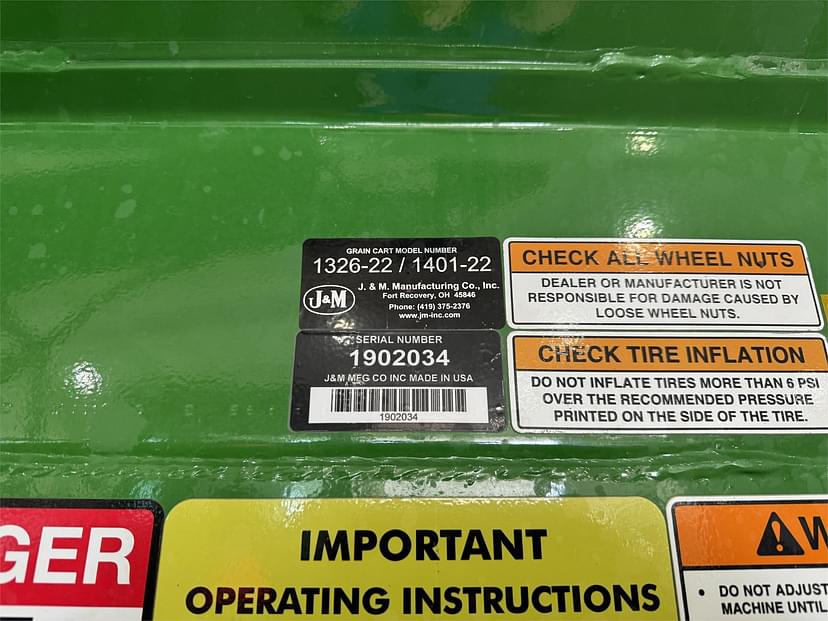 GRAIN CART MODEL NUMBER
1326-22 / 1401-22
J&M
J. & M. Manufacturing Co., Inc.
Fort Recovery, OH 45846
Phone: (419) 375-2376
www.jm-inc.com
SERIAL NUMBER
1902034
J&M MFG CO INC MADE IN USA
1902034
CHECK ALL WHEEL NUTS
DEALER OR MANUFACTURER IS NOT
RESPONSIBLE FOR DAMAGE CAUSED BY
LOOSE WHEEL NUTS.
CHECK TIRE INFLATION
DO NOT INFLATE TIRES MORE THAN 6 PSI
OVER THE RECOMMENDED PRESSURE
PRINTED ON THE SIDE OF THE TIRE.
GER
IMPORTANT
OPERATING INSTRUCTIONS
W
• DO NOT ADJUST
MACHINE UNTIL